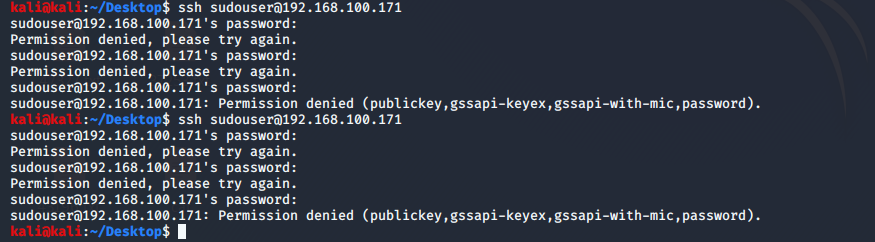 kali@kali:~/Desktop$ ssh sudouser@192.168.100.171
sudouser@192.168.100.171's password:
Permission denied, please try again.
sudouser@192.168.100.171's password:
Permission denied, please try again.
sudouser@192.168.100.171's password:
sudouser@192.168.100.171: Permission denied (publickey,gssapi-keyex,gssapi-with-mic,password).
kali@kali:~/Desktop$ ssh sudouser@192.168.100.171
sudouser@192.168.100.171's password:
Permission denied, please try again.
sudouser@192.168.100.171's password:
Permission denied, please try again.
sudouser@192.168.100.171's password:
sudouser@192.168.100.171: Permission denied (publickey,gssapi-keyex,gssapi-with-mic,password).
kali@kali:~/Desktop$